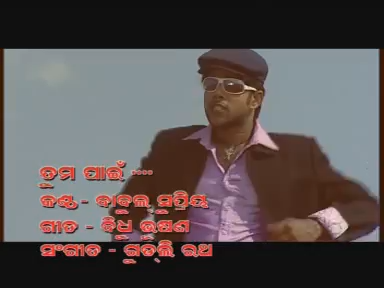 ତୁମ ପାଇଁ ....
କଣ୍ଠ - ବାବୁଲ୍ ସୁପ୍ରିୟ
ଗୀତ - ବିଧୁ ଭୂଷଣ
ସଂଗୀତ - ଗୁଡ୍‌ଲି ରଥ